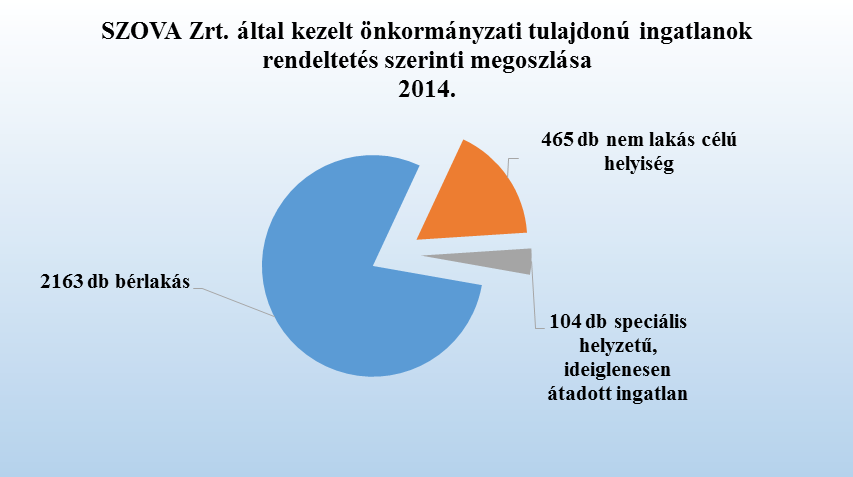 SZOVA Zrt. által kezelt önkormányzati tulajdonú ingatlanok
rendeltetés szerinti megoszlása
2014.
465 db nem lakás célú
helyiség
2163 db bérlakás
104 db speciális
helyzetű,
ideiglenesen
átadott ingatlan